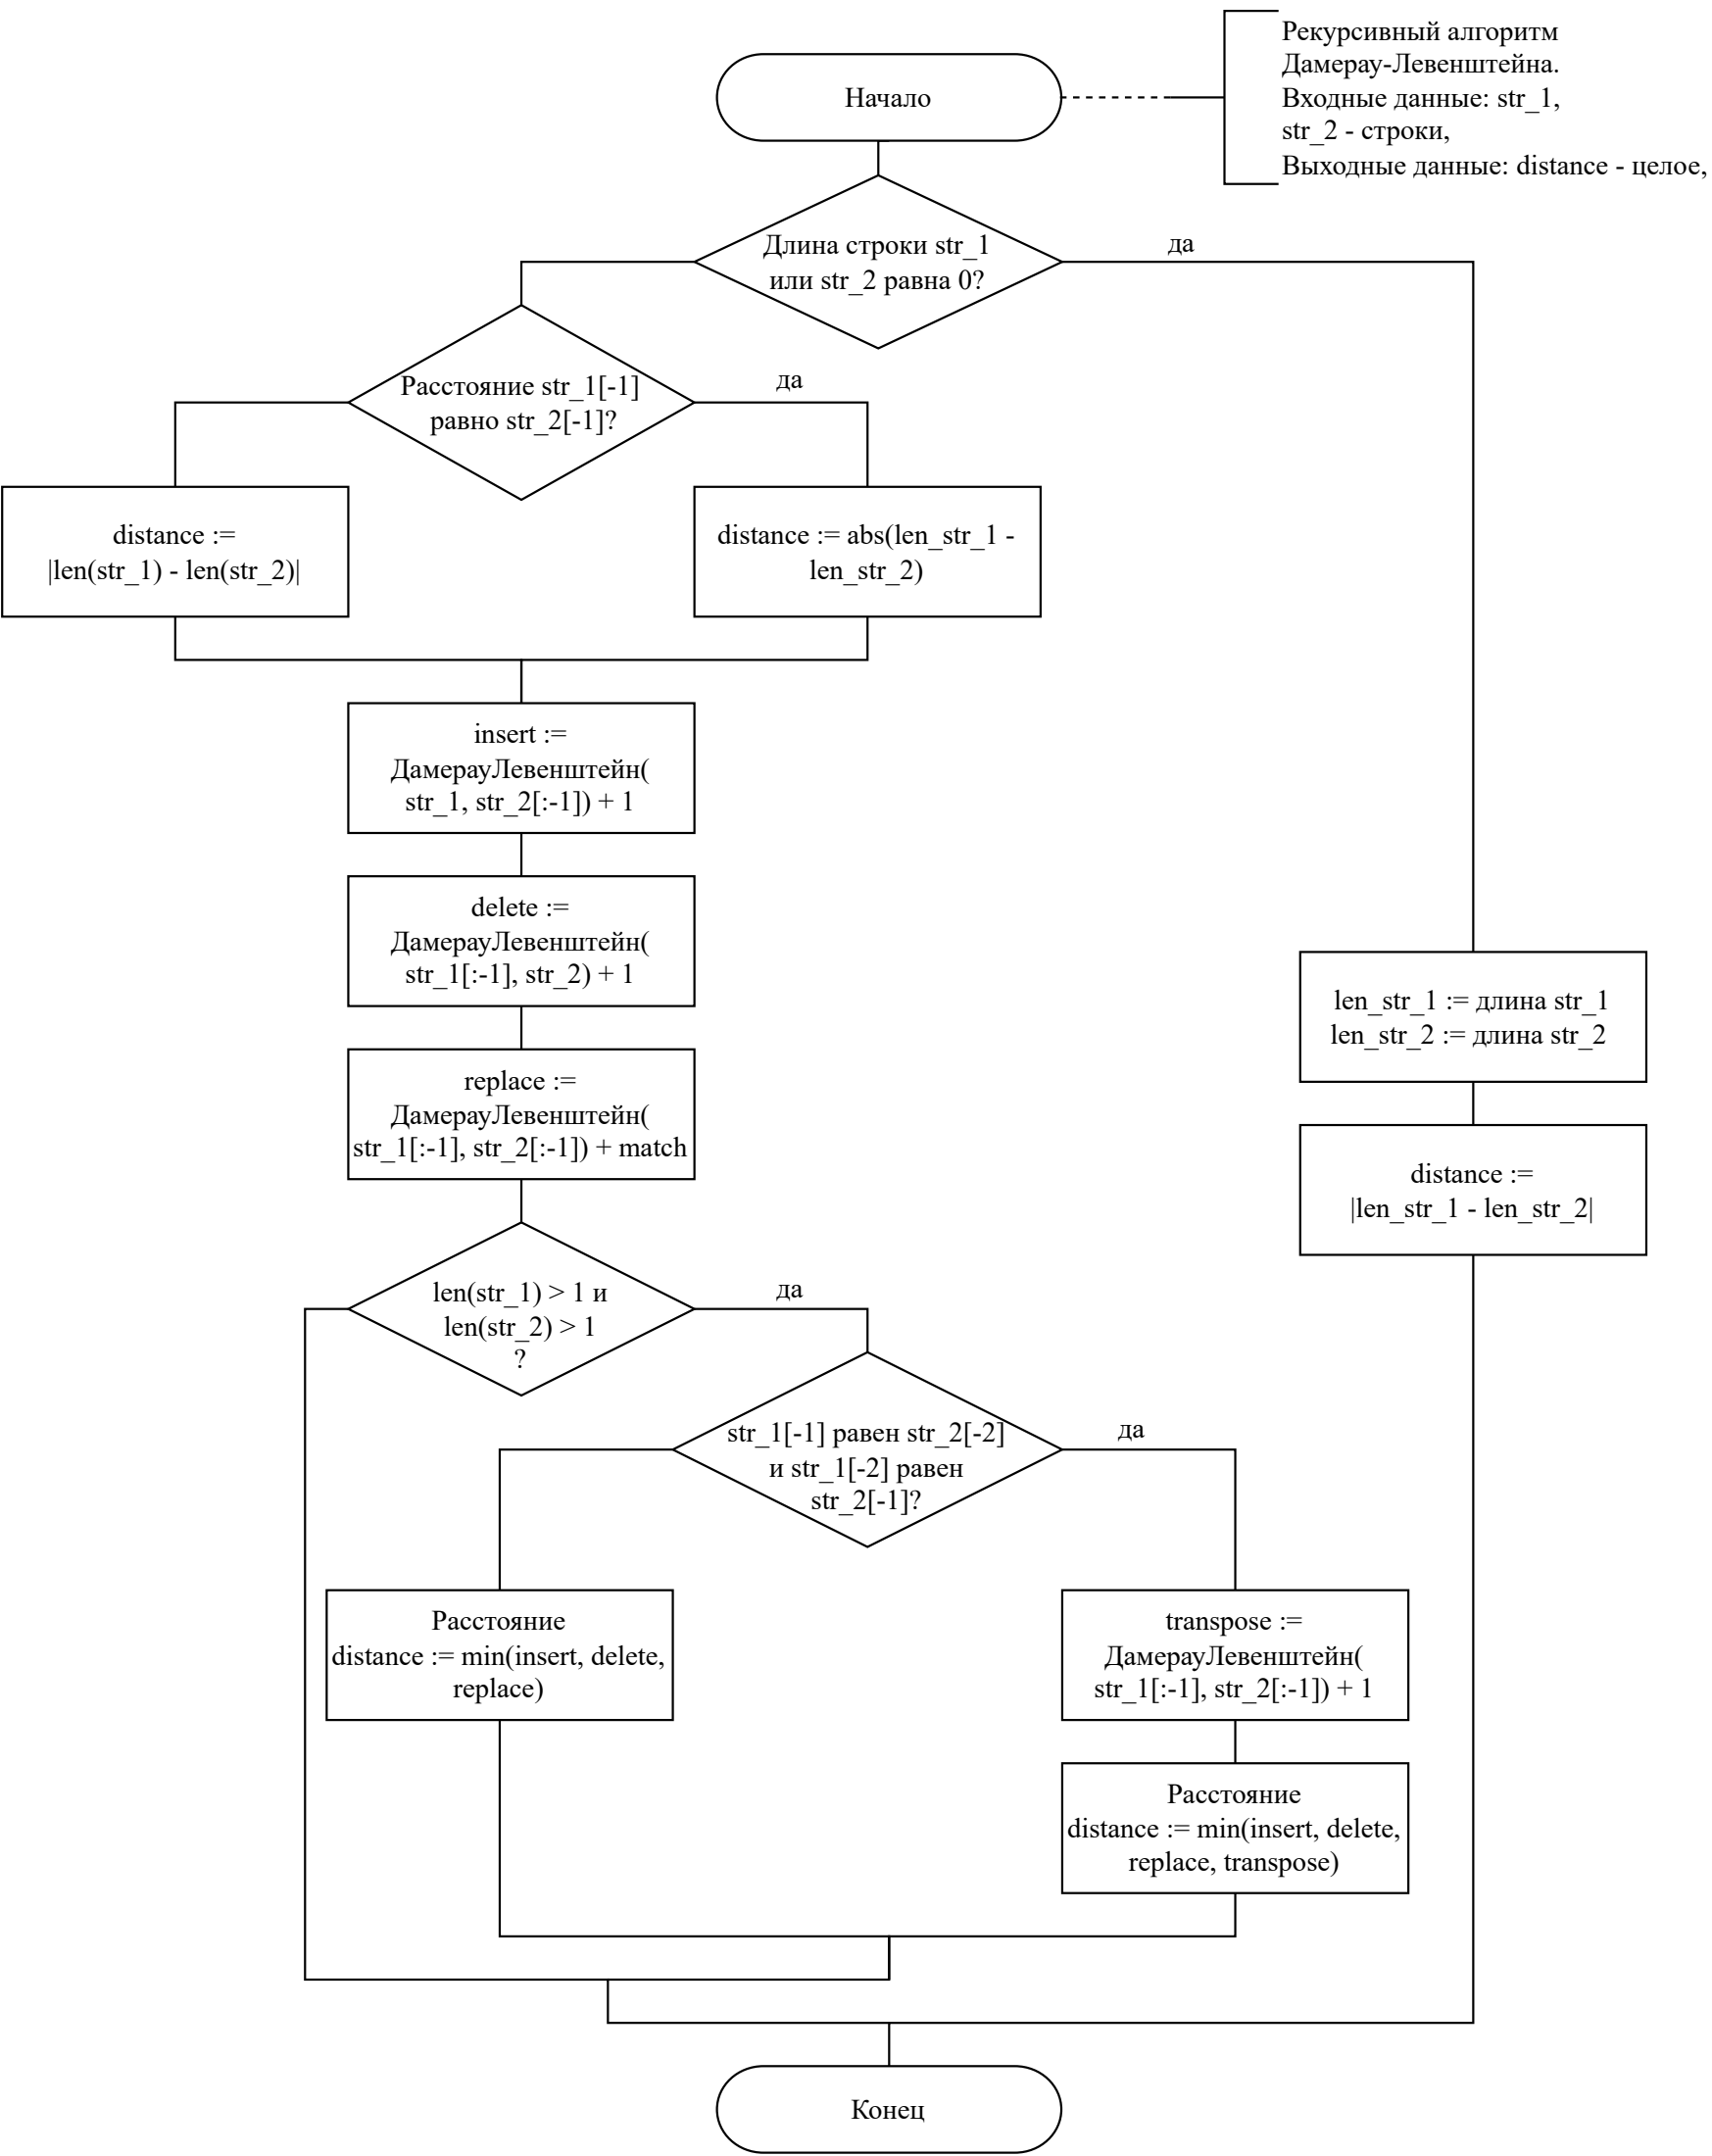 Начало
Рекурсивный алгоритм
Дамерау-Левенштейна.
Входные данные: str_1,
str_2 - строки,
Выходные данные: distance - целое,
Длина строки str_1
или str_2 равна 0?
да
Расстояние str_1[-1]
равно str_2[-1]?
да
distance :=
|len(str_1) - len(str_2)|
distance := abs(len_str_1 -
len_str_2)
insert :=
ДамерауЛевенштейн(
str_1, str_2[:-1]) + 1
delete :=
ДамерауЛевенштейн(
str_1[:-1], str_2) + 1
len_str_1 := длина str_1
len_str_2 := длина str_2
replace :=
ДамерауЛевенштейн(
str_1[:-1], str_2[:-1]) + match
distance :=
|len_str_1 - len_str_2|
len(str_1) > 1 и
len(str_2) > 1
?
да
str_1[-1] равен str_2[-2]
и str_1[-2] равен
str_2[-1]?
да
Расстояние
distance := min(insert, delete,
replace)
transpose :=
ДамерауЛевенштейн(
str_1[:-1], str_2[:-1]) + 1
Расстояние
distance := min(insert, delete,
replace, transpose)
Конец